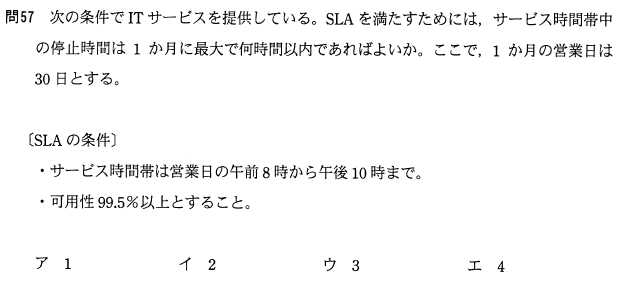 問57 次の条件で IT サービスを提供している。SLA を満たすためには，サービス時間帯中
の停止時間は 1 か月に最大で何時間以内であればよいか。ここで，1 か月の営業日は
30 日とする。
〔SLA の条件〕
・サービス時間帯は営業日の午前 8 時から午後 10 時まで。
・可用性 99.5％以上とすること。
ア 1 イ 2 ウ 3 エ 4